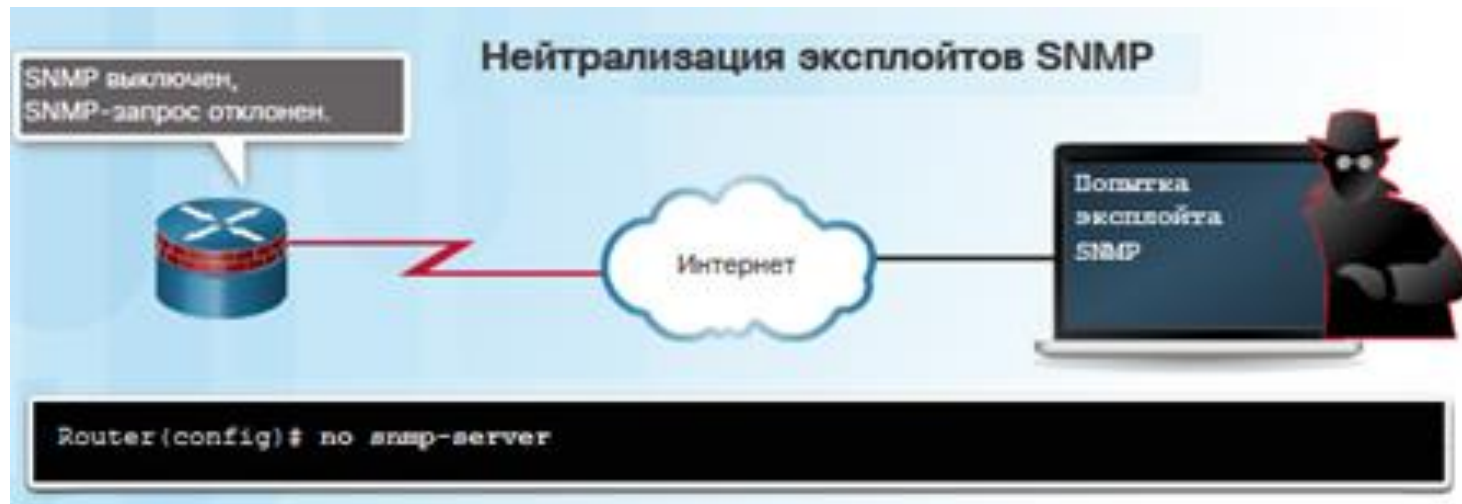 Нейтрализация эксплойтов SNMP
SNMP выключен,
SNMP-запрос отклонен.
Интернет
Попытка
эксплойта
SNMP
Router(config)# no snmp-server